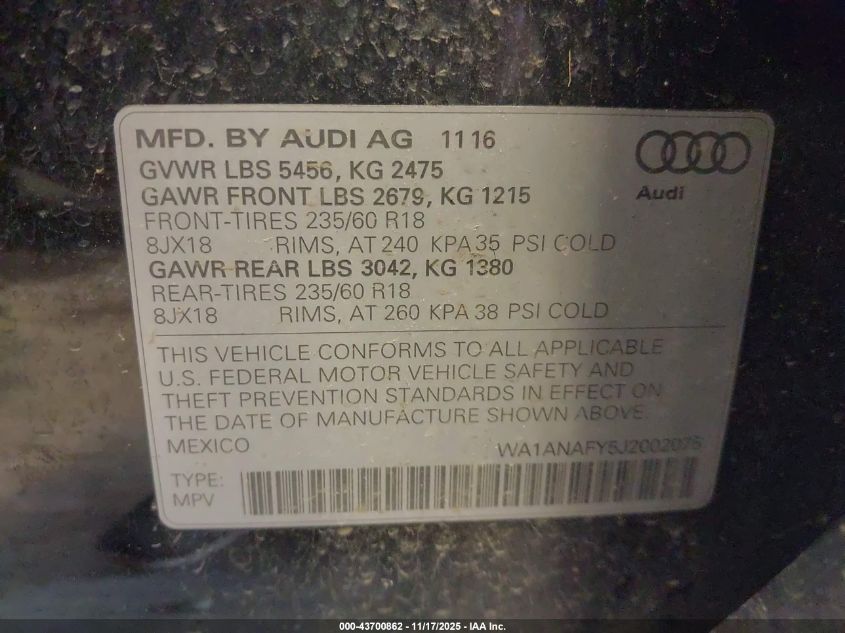 MFD. BY AUDI AG 11 16
GVWR LBS 5456, KG 2475
GAWR FRONT LBS 2679, KG 1215
FRONT-TIRES 235/60 R18
8JX18 RIMS, AT 240 KPA 35 PSI COLD
GAWR REAR LBS 3042, KG 1380
REAR-TIRES 235/60 R18
8JX18 RIMS, AT 260 KPA 38 PSI COLD
Audi
THIS VEHICLE CONFORMS TO ALL APPLICABLE
U.S. FEDERAL MOTOR VEHICLE SAFETY AND
THEFT PREVENTION STANDARDS IN EFFECT ON
THE DATE OF MANUFACTURE SHOWN ABOVE.
MEXICO WA1ANAFY5J2002075
TYPE:
MPV
000-43700862 - 11/17/2025 - IAA Inc.